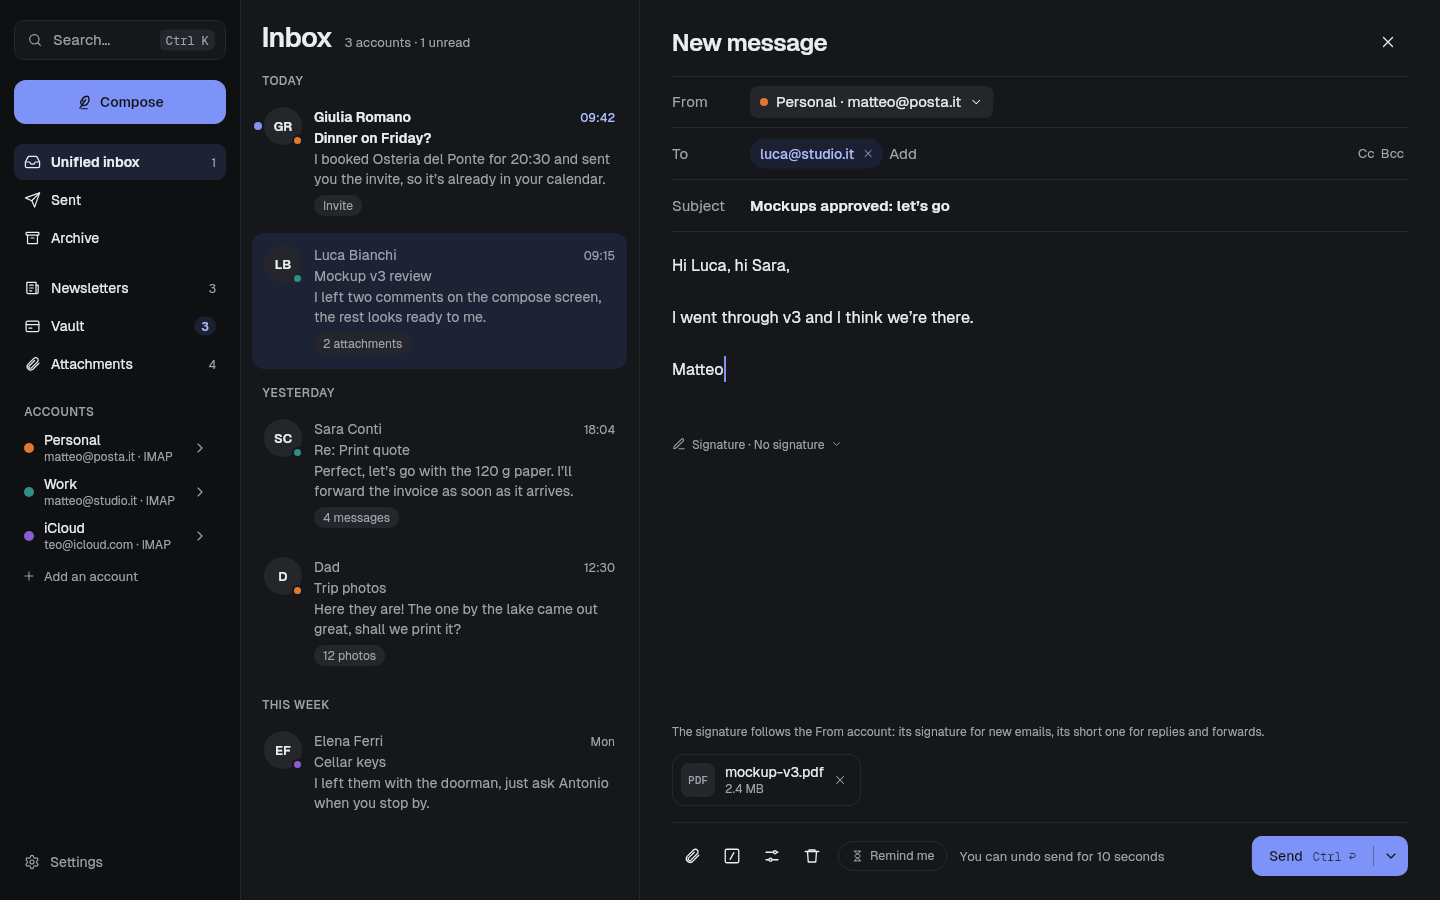 Search...
Ctrl K
Compose
Unified inbox 1
Sent
Archive
Newsletters 3
Vault 3
Attachments 4
ACCOUNTS
Personal
matteo@posta.it · IMAP
Work
matteo@studio.it · IMAP
iCloud
teo@icloud.com · IMAP
Add an account
Settings
Inbox 3 accounts · 1 unread
TODAY
GR
Giulia Romano 09:42
Dinner on Friday?
I booked Osteria del Ponte for 20:30 and sent
you the invite, so it's already in your calendar.
Invite
LB
Luca Bianchi 09:15
Mockup v3 review
I left two comments on the compose screen,
the rest looks ready to me.
2 attachments
YESTERDAY
SC
Sara Conti 18:04
Re: Print quote
Perfect, let's go with the 120 g paper. I'll
forward the invoice as soon as it arrives.
4 messages
D
Dad 12:30
Trip photos
Here they are! The one by the lake came out
great, shall we print it?
12 photos
THIS WEEK
EF
Elena Ferri Mon
Cellar keys
I left them with the doorman, just ask Antonio
when you stop by.
New message
From Personal · matteo@posta.it
To luca@studio.it Add Cc Bcc
Subject Mockups approved: let's go
Hi Luca, hi Sara,
I went through v3 and I think we're there.
Matteo
Signature · No signature
The signature follows the From account: its signature for new emails, its short one for replies and forwards.
PDF
mockup-v3.pdf
2.4 MB
Remind me
You can undo send for 10 seconds
Send Ctrl